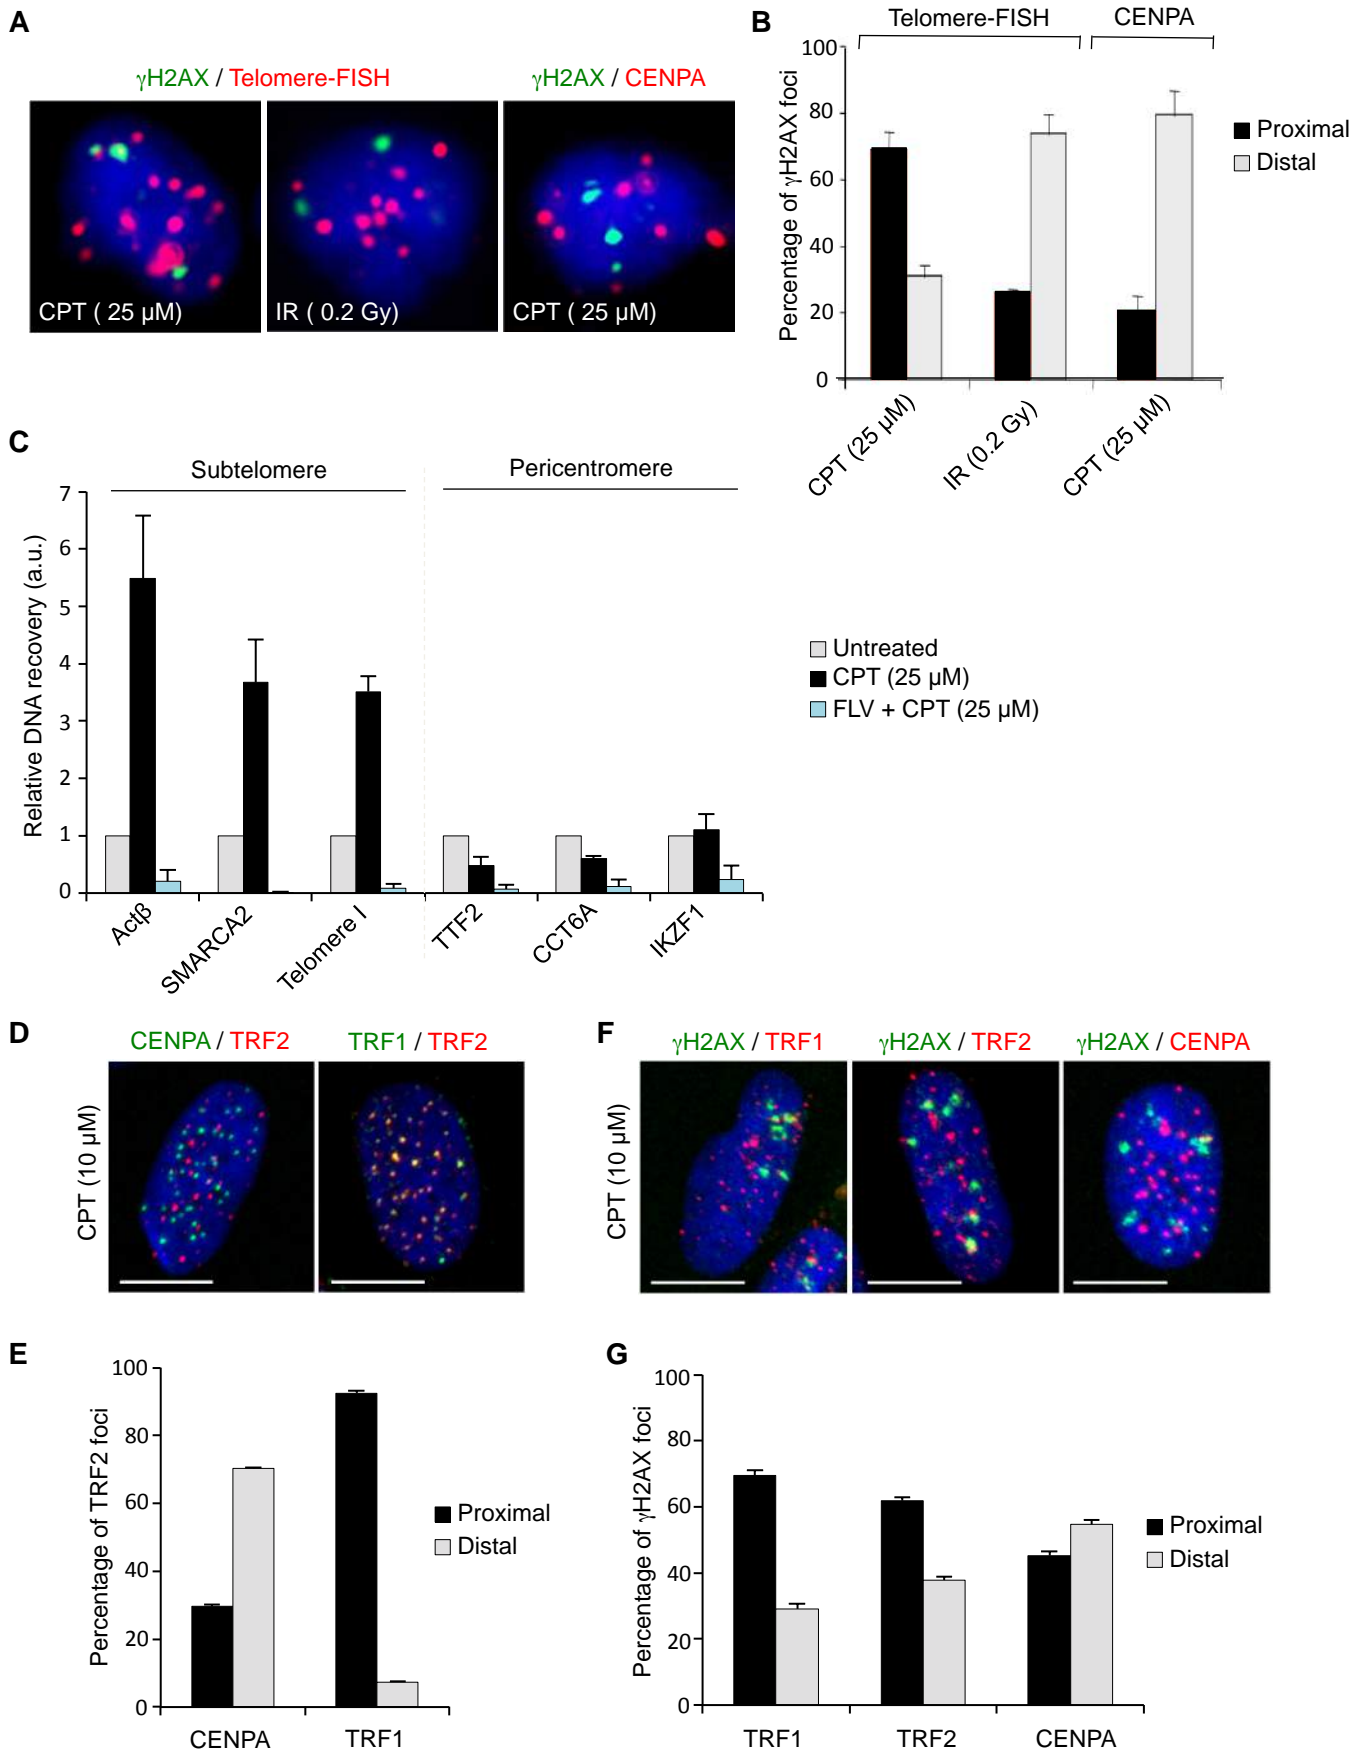 A
γH2AX / Telomere-FISH
γH2AX / CENPA
CPT ( 25 µM)
IR ( 0.2 Gy)
CPT ( 25 µM)
B
Telomere-FISH
CENPA
Percentage of γH2AX foci
100
80
60
40
20
0
Proximal
Distal
CPT (25 µM)
IR (0.2 Gy)
CPT (25 µM)
C
Subtelomere
Pericentromere
Relative DNA recovery (a.u.)
7
6
5
4
3
2
1
0
Untreated
CPT (25 µM)
FLV + CPT (25 µM)
Actβ
SMARCA2
Telomere I
TTF2
CCT6A
IKZF1
D
CENPA / TRF2
TRF1 / TRF2
CPT (10 µM)
F
γH2AX / TRF1
γH2AX / TRF2
γH2AX / CENPA
CPT (10 µM)
E
Percentage of TRF2 foci
100
80
60
40
20
0
Proximal
Distal
CENPA
TRF1
G
Percentage of γH2AX foci
100
80
60
40
20
0
Proximal
Distal
TRF1
TRF2
CENPA